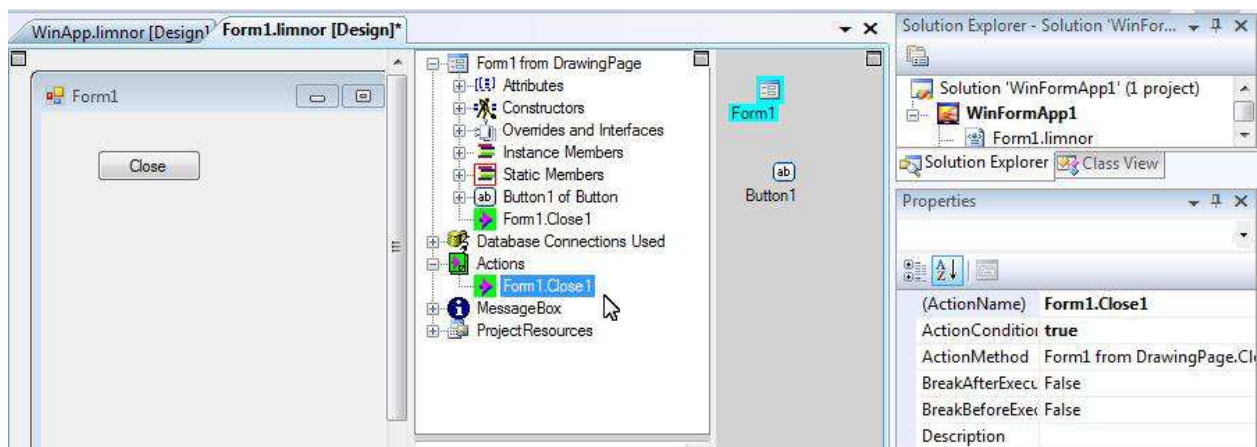 WinApp.limnor [Design]
Form1.limnor [Design]*
Form1
Close
Form1 from DrawingPage
Attributes
Constructors
Overrides and Interfaces
Instance Members
Static Members
Button1 of Button
Form1.Close1
Database Connections Used
Actions
Form1.Close1
MessageBox
ProjectResources
Form1
ab
Button1
Solution Explorer - Solution 'WinFor...
Solution 'WinFormApp1' (1 project)
WinFormApp1
Form1.limnor
Solution Explorer Class View
Properties
(ActionName) Form1.Close1
ActionCondition true
ActionMethod Form1 from DrawingPage.Cl
BreakAfterExecu False
BreakBeforeExec False
Description